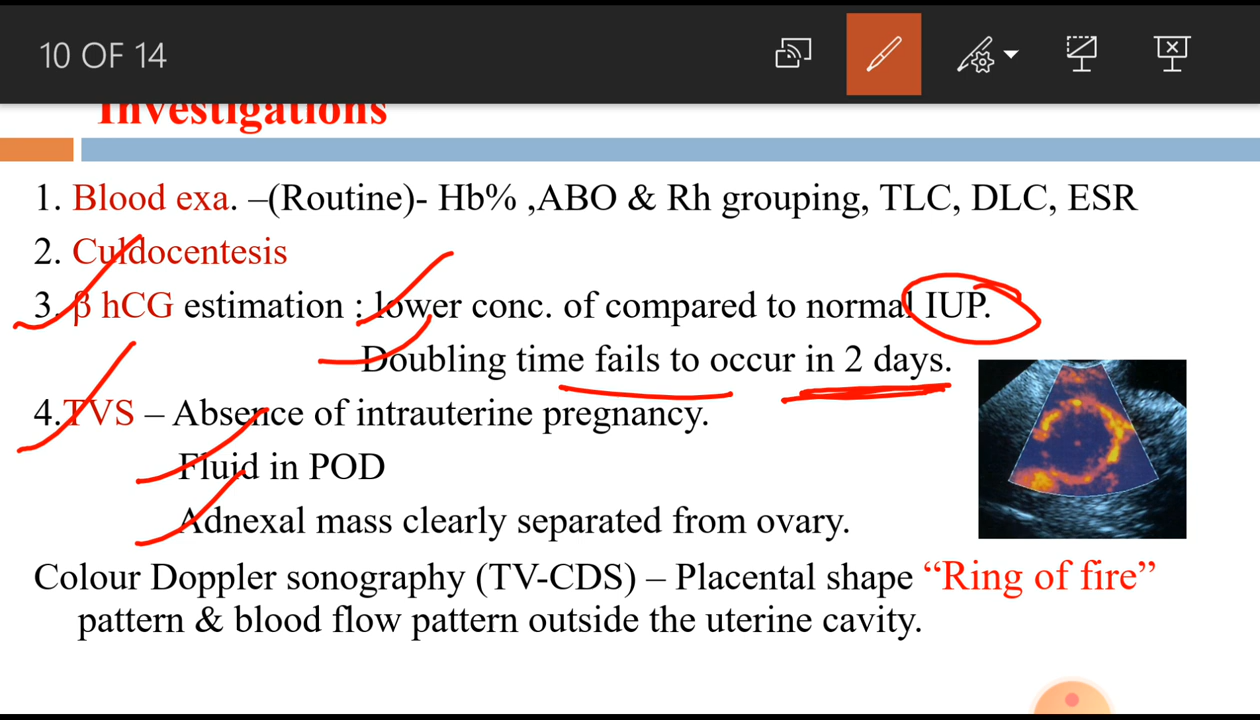 10 OF 14
Investigations
1. Blood exa. –(Routine)- Hb% ,ABO & Rh grouping, TLC, DLC, ESR
2. Culdocentesis
3. β hCG estimation : lower conc. of compared to normal IUP.
Doubling time fails to occur in 2 days.
4.TVS – Absence of intrauterine pregnancy.
Fluid in POD
Adnexal mass clearly separated from ovary.
Colour Doppler sonography (TV-CDS) – Placental shape “Ring of fire”
pattern & blood flow pattern outside the uterine cavity.